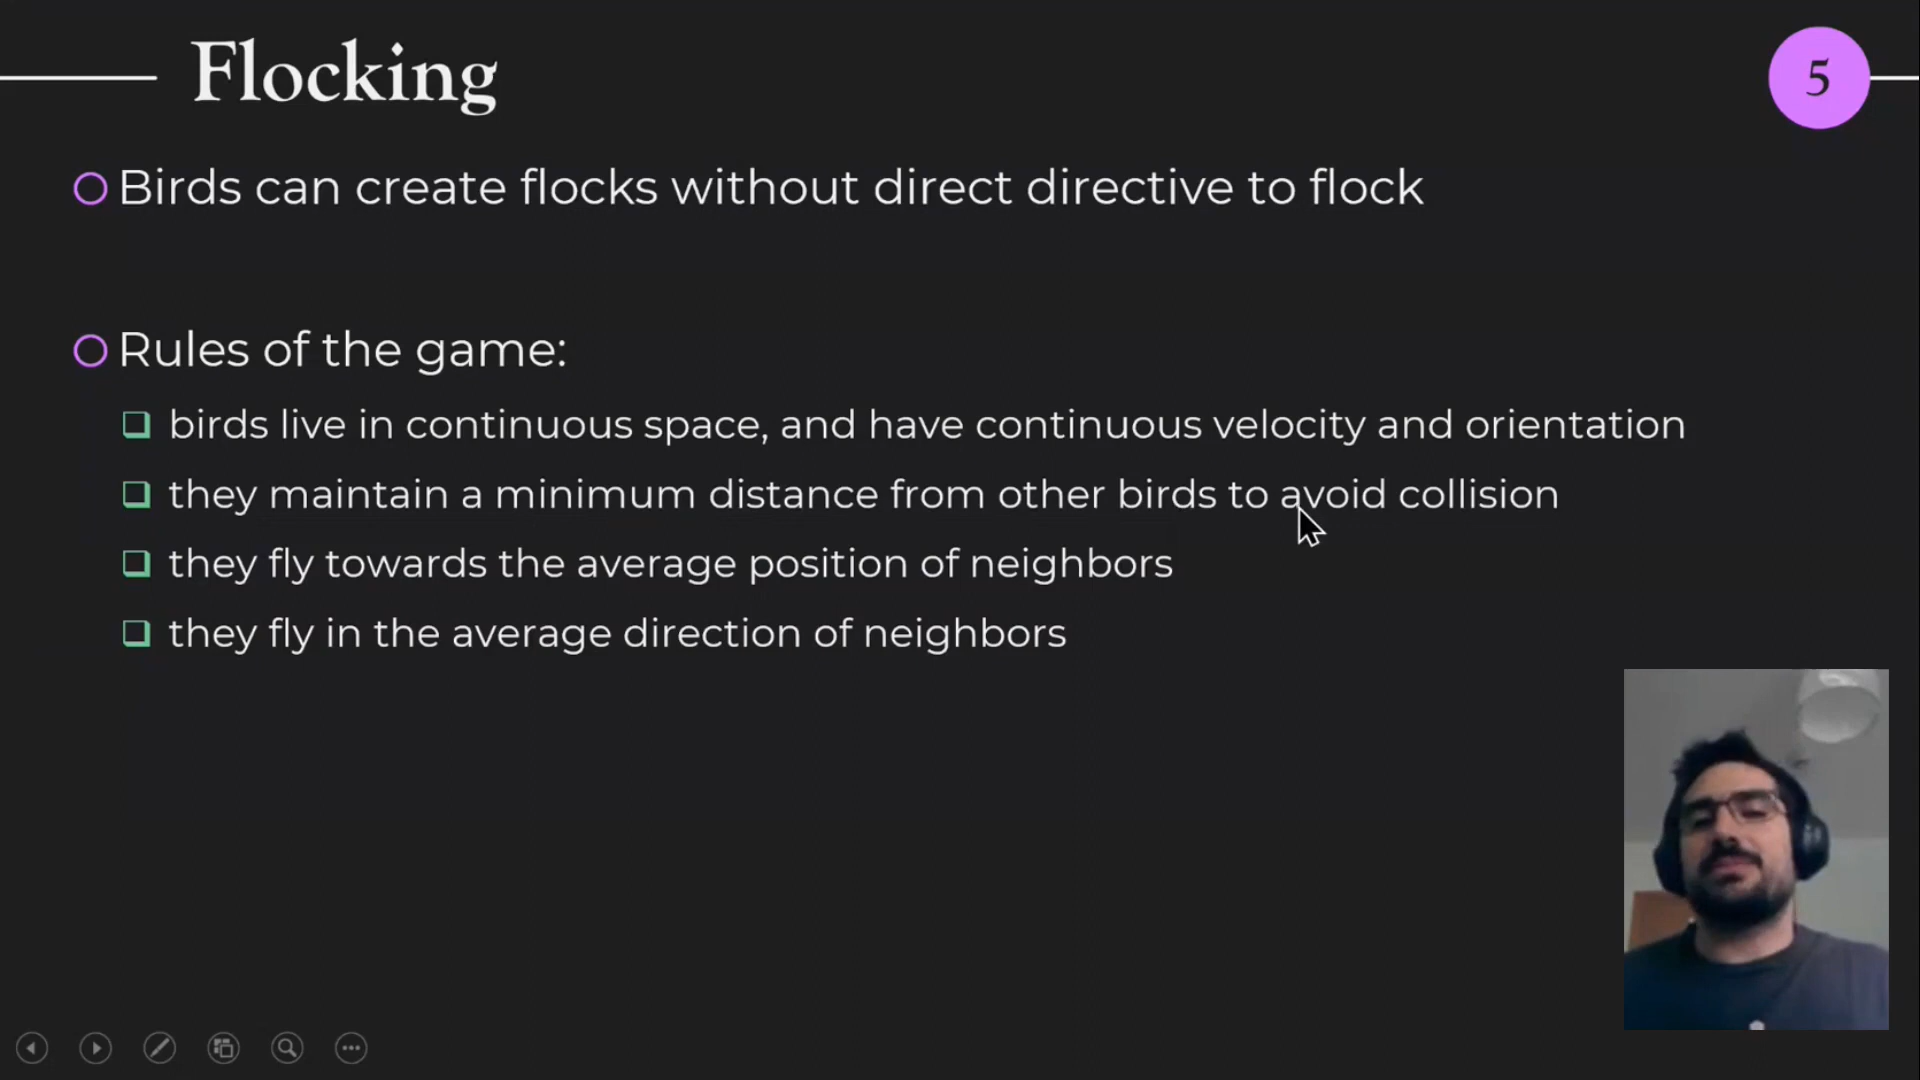 Flocking
5
Birds can create flocks without direct directive to flock
Rules of the game:
birds live in continuous space, and have continuous velocity and orientation
they maintain a minimum distance from other birds to avoid collision
they fly towards the average position of neighbors
they fly in the average direction of neighbors